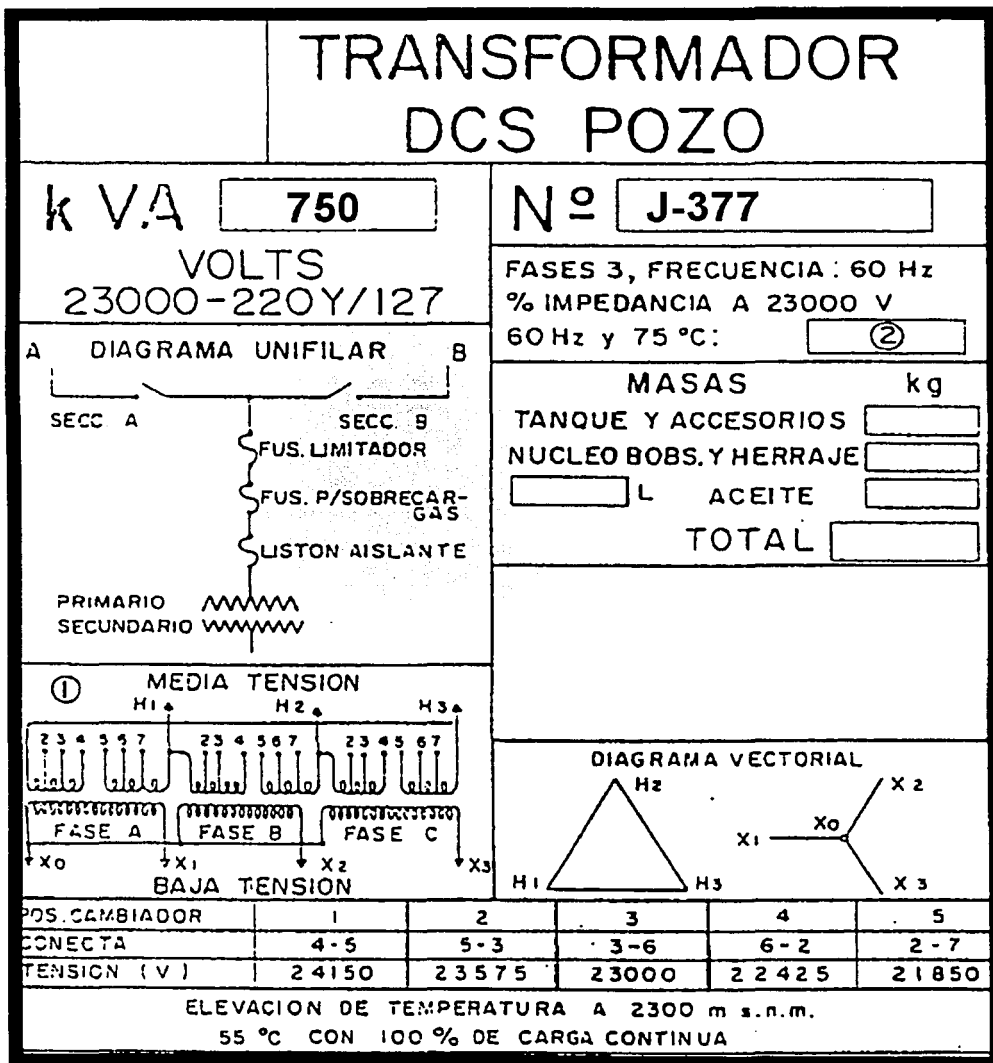 TRANSFORMADOR
DCS POZO
kVA 750
VOLTS
23000-220Y/127
Nº J-377
FASES 3, FRECUENCIA: 60 Hz
% IMPEDANCIA A 23000 V
60 Hz y 75 °C: ②
A DIAGRAMA UNIFILAR B
SECC. A SECC. B
FUS. LIMITADOR
FUS. P/SOBRECAR-
GAS
LISTON AISLANTE
PRIMARIO
SECUNDARIO
MASAS kg
TANQUE Y ACCESORIOS
NUCLEO BOBS. Y HERRAJE
L ACEITE
TOTAL
① MEDIA TENSION
H1 H2 H3
2 3 4 5 6 7 2 3 4 5 6 7 2 3 4 5 6 7
FASE A FASE B FASE C
X0 X1 X2 X3
BAJA TENSION
DIAGRAMA VECTORIAL
H2 X2
X1 X0
H1 H3 X3
POS. CAMBIADOR 1 2 3 4 5
CONECTA 4-5 5-3 3-6 6-2 2-7
TENSION (V) 24150 23575 23000 22425 21850
ELEVACION DE TEMPERATURA A 2300 m s.n.m.
55 °C CON 100 % DE CARGA CONTINUA